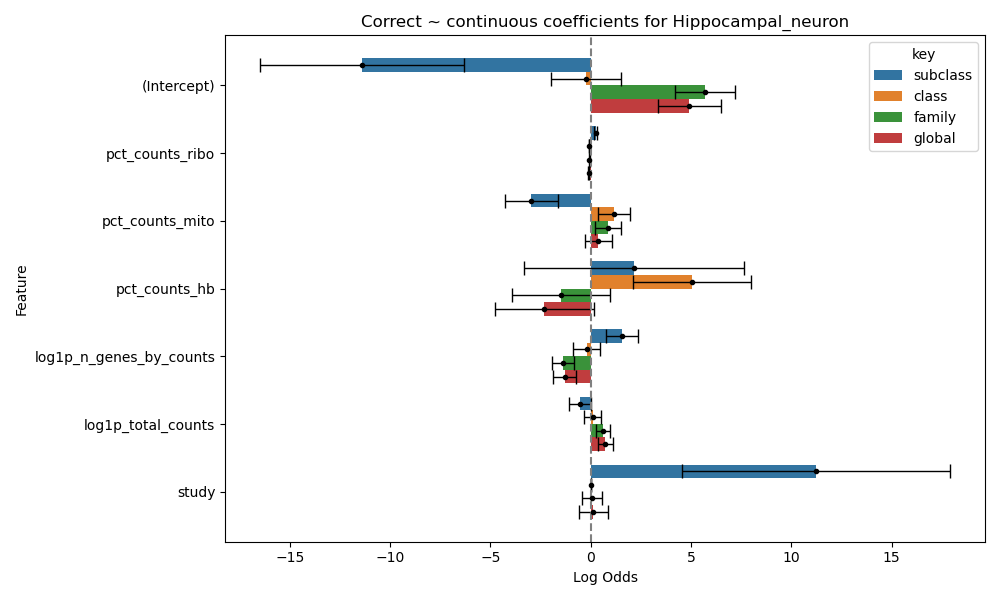 Correct ~ continuous coefficients for Hippocampal_neuron
key
subclass
class
family
global
Feature
(Intercept)
pct_counts_ribo
pct_counts_mito
pct_counts_hb
log1p_n_genes_by_counts
log1p_total_counts
study
−15
−10
−5
0
5
10
15
Log Odds